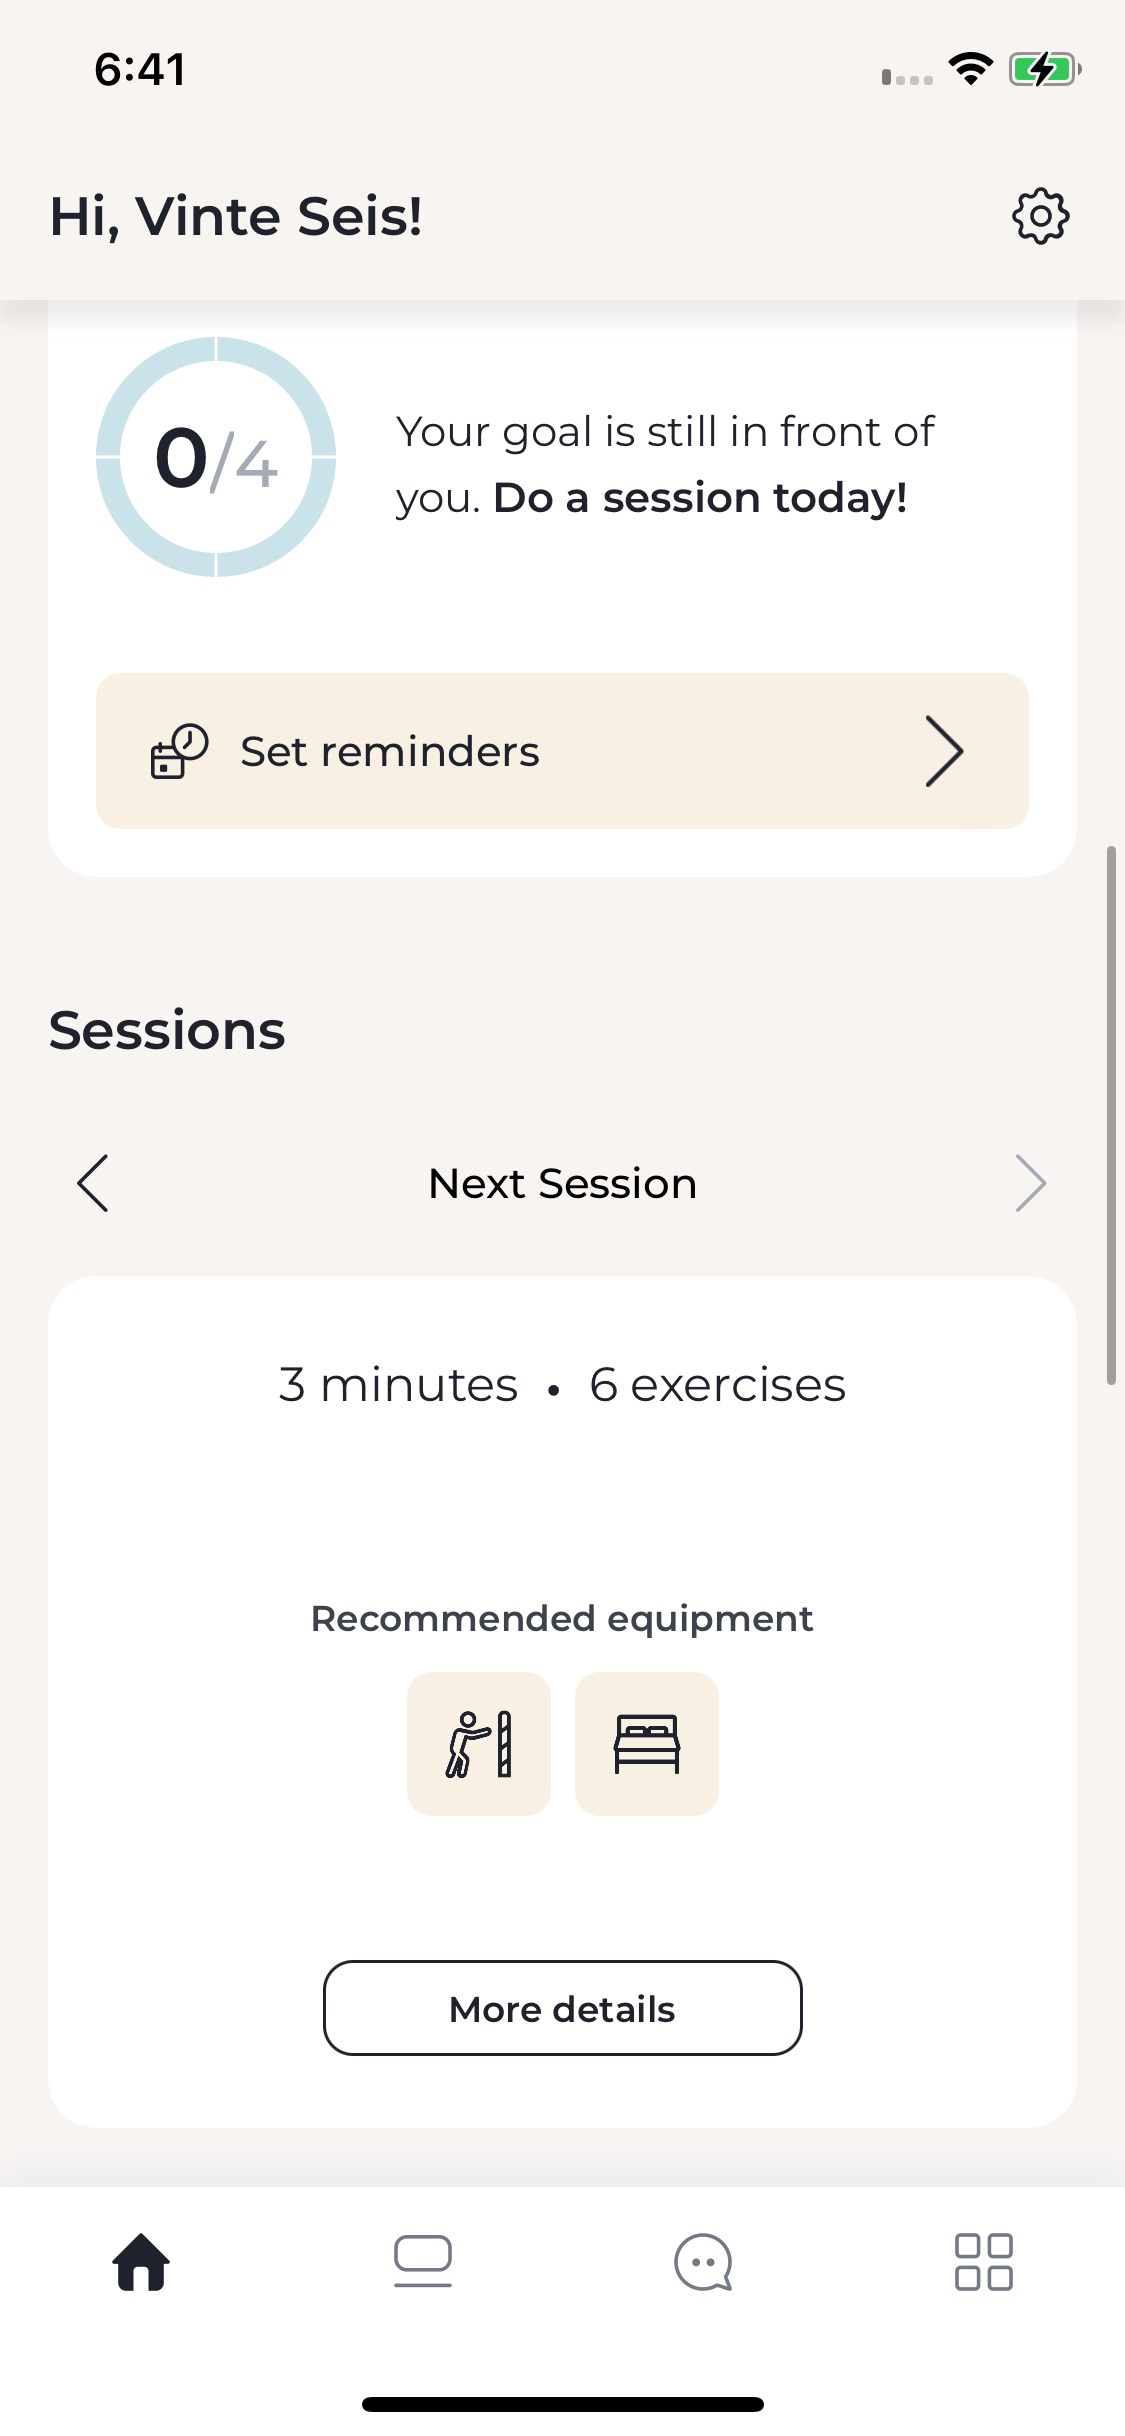 6:41
Hi, Vinte Seis!
0/4
Your goal is still in front of
you. Do a session today!
Set reminders
Sessions
Next Session
3 minutes • 6 exercises
Recommended equipment
More details